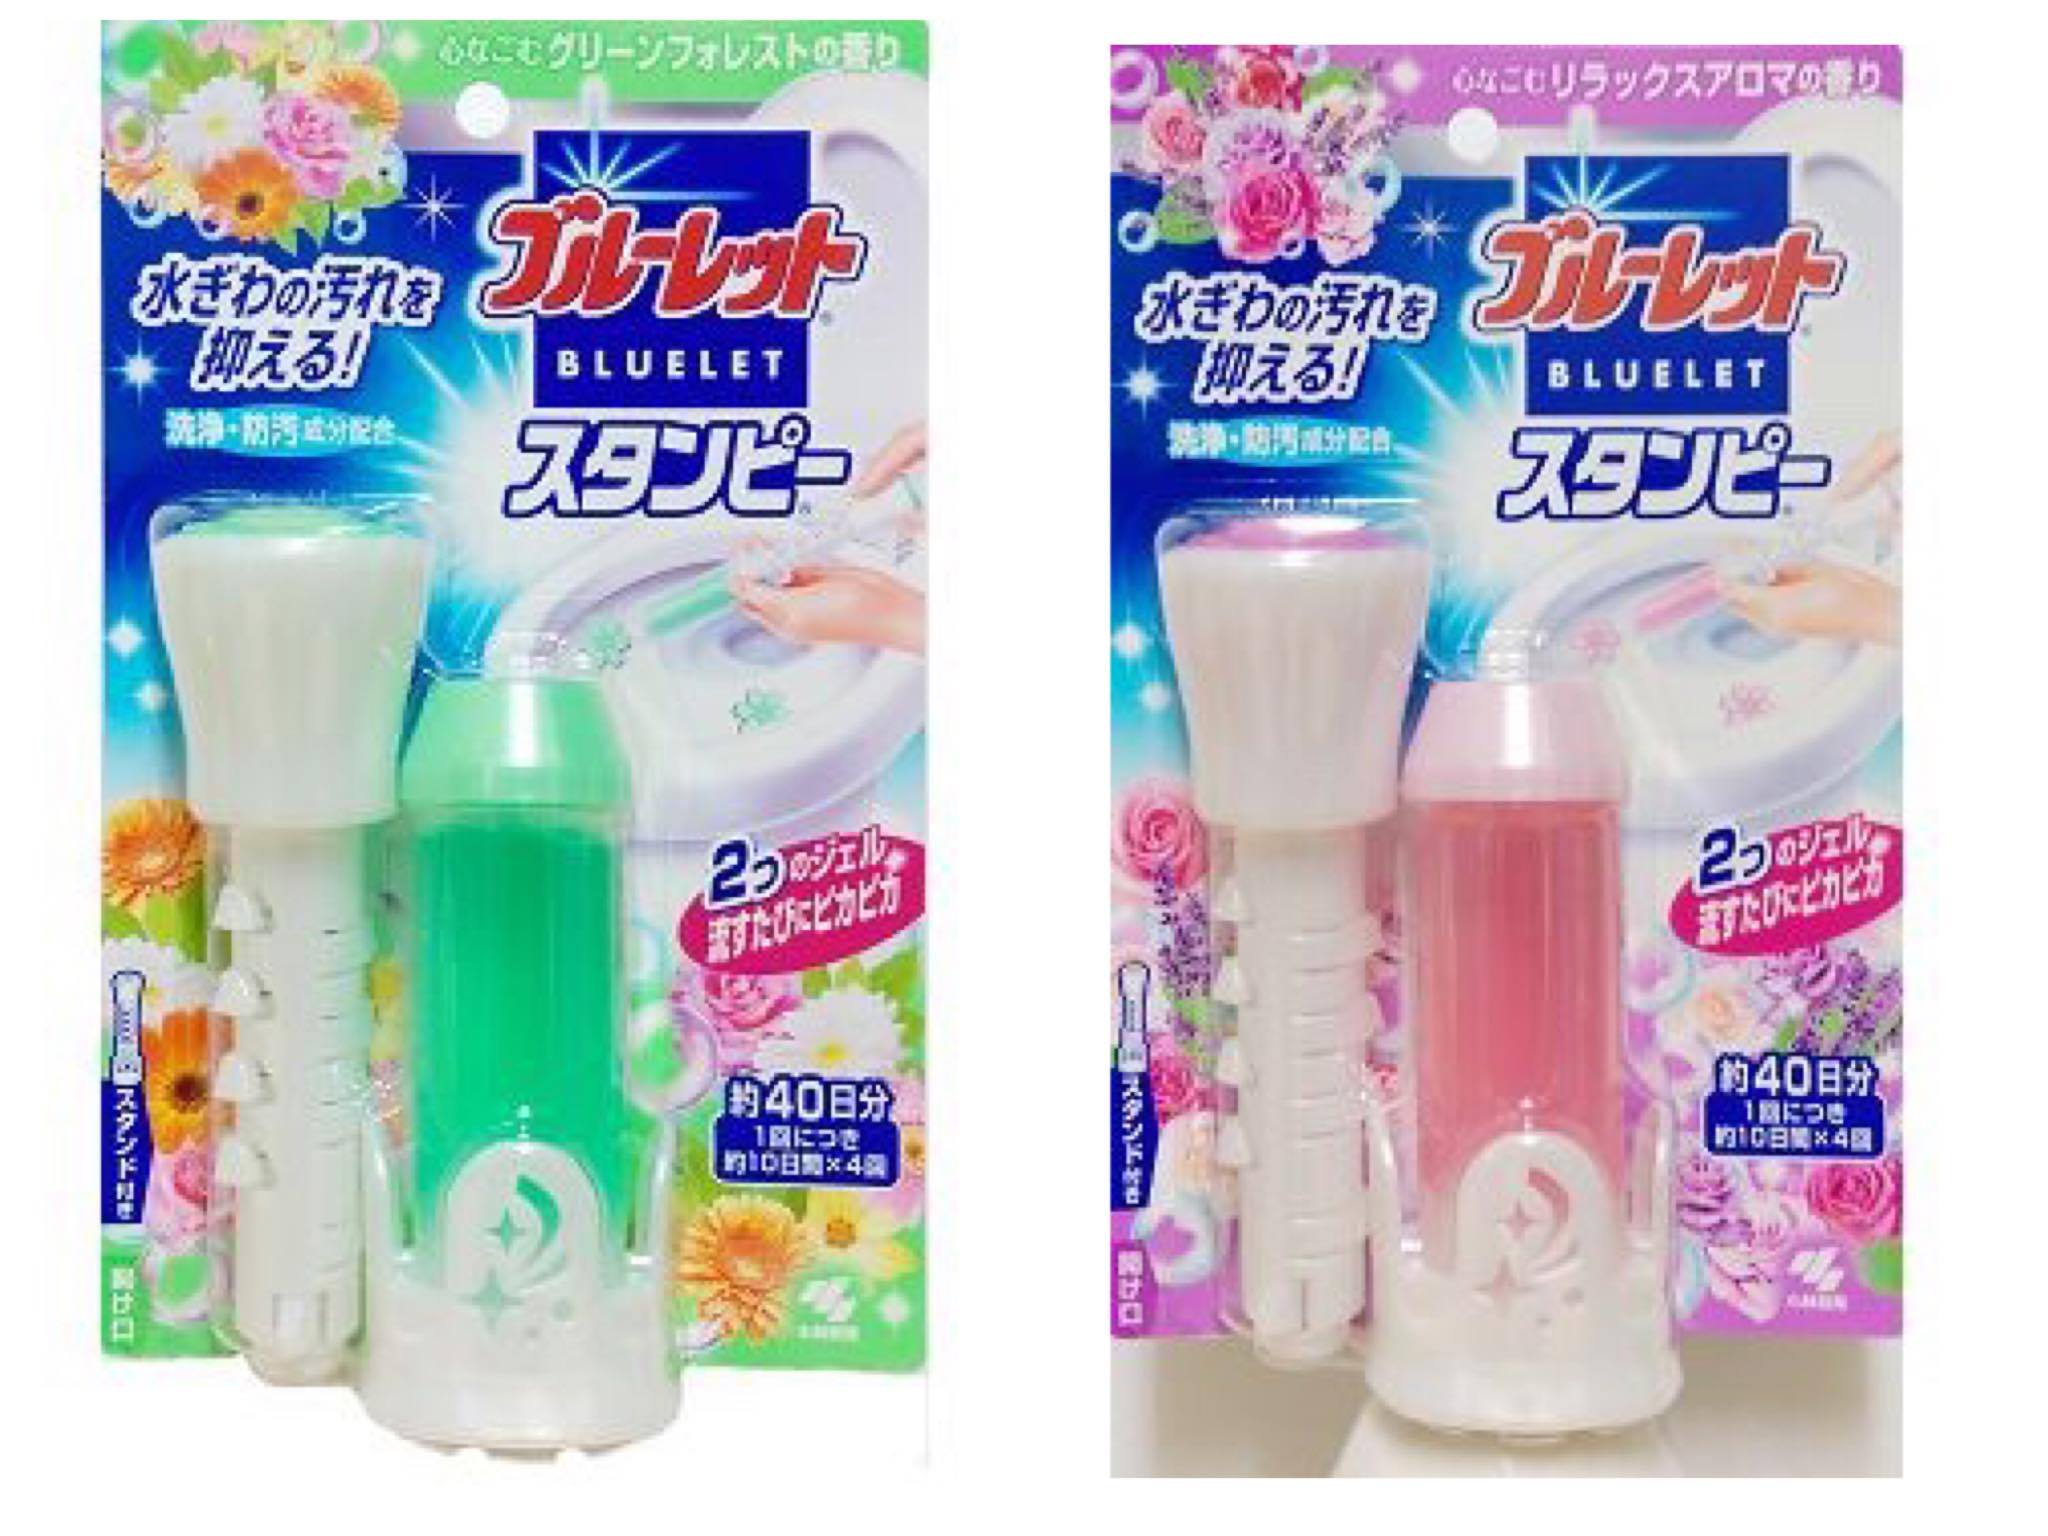 心なごむグリーンフォレストの香り
ブルーレット
BLUELET
スタンピー
水ぎわの汚れを
抑える!
洗浄・防汚成分配合
2つのジェル
流すたびにピカピカ
約40日分
1回につき
約10日間×4回
スタンド付き
開け口
小林製薬
心なごむリラックスアロマの香り
ブルーレット
BLUELET
スタンピー
水ぎわの汚れを
抑える!
洗浄・防汚成分配合
2つのジェル
流すたびにピカピカ
約40日分
1回につき
約10日間×4回
スタンド付き
開け口
小林製薬